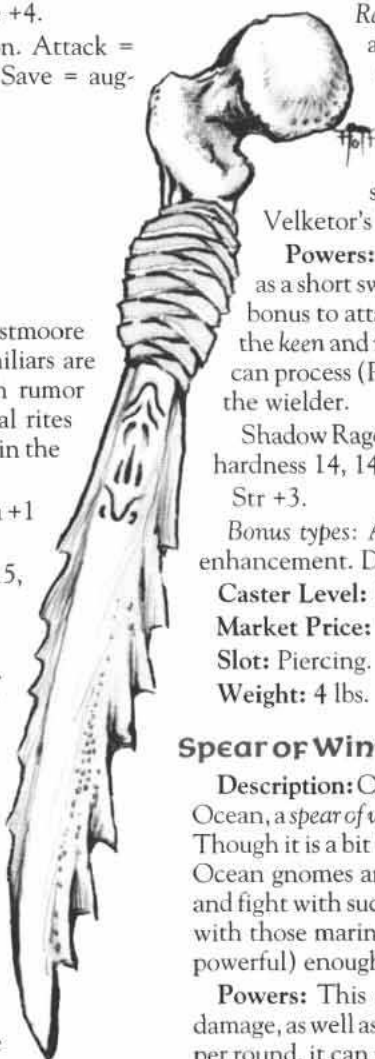 +4.
n. Attack =
Save = aug-
stmoore
niliars are
rumor
al rites
in the
+1
5,
Velketor's
Powers:
as a short sw
bonus to atta
the keen and
can process (
the wielder.
Shadow Rage
hardness 14, 14
Str +3.
Bonus types: A
enhancement. D
Caster Level:
Market Price:
Slot: Piercing.
Weight: 4 lbs.
Spear of Win
Description: O
Ocean, a spear of w
Though it is a bit
Ocean gnomes ar
and fight with suc
with those marin
powerful) enough
Powers: This
damage, as well as
per round, it can